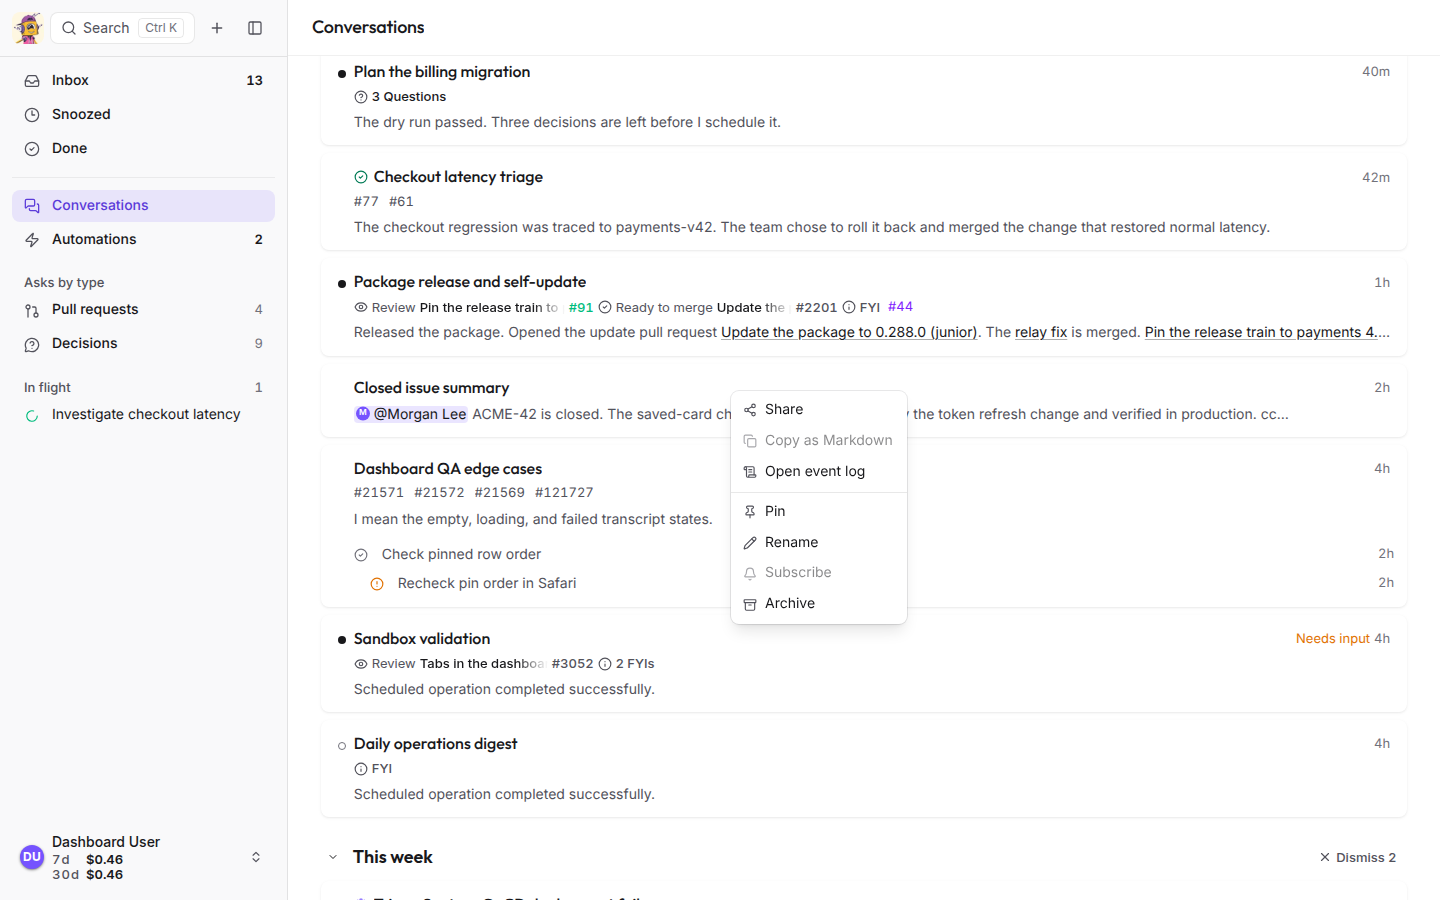 Search Ctrl K
Inbox 13
Snoozed
Done
Conversations
Automations 2
Asks by type
Pull requests 4
Decisions 9
In flight 1
Investigate checkout latency
DU Dashboard User
7d $0.46
30d $0.46
Conversations
Plan the billing migration 40m
3 Questions
The dry run passed. Three decisions are left before I schedule it.
Checkout latency triage 42m
#77 #61
The checkout regression was traced to payments-v42. The team chose to roll it back and merged the change that restored normal latency.
Package release and self-update 1h
Review Pin the release train to #91 Ready to merge Update the #2201 FYI #44
Released the package. Opened the update pull request Update the package to 0.288.0 (junior). The relay fix is merged. Pin the release train to payments 4....
Closed issue summary 2h
M @Morgan Lee ACME-42 is closed. The saved-card ch the token refresh change and verified in production. cc...
Share
Copy as Markdown
Open event log
Pin
Rename
Subscribe
Archive
Dashboard QA edge cases 4h
#21571 #21572 #21569 #121727
I mean the empty, loading, and failed transcript states.
Check pinned row order 2h
Recheck pin order in Safari 2h
Sandbox validation Needs input 4h
Review Tabs in the dashboa #3052 2 FYIs
Scheduled operation completed successfully.
Daily operations digest 4h
FYI
Scheduled operation completed successfully.
This week Dismiss 2